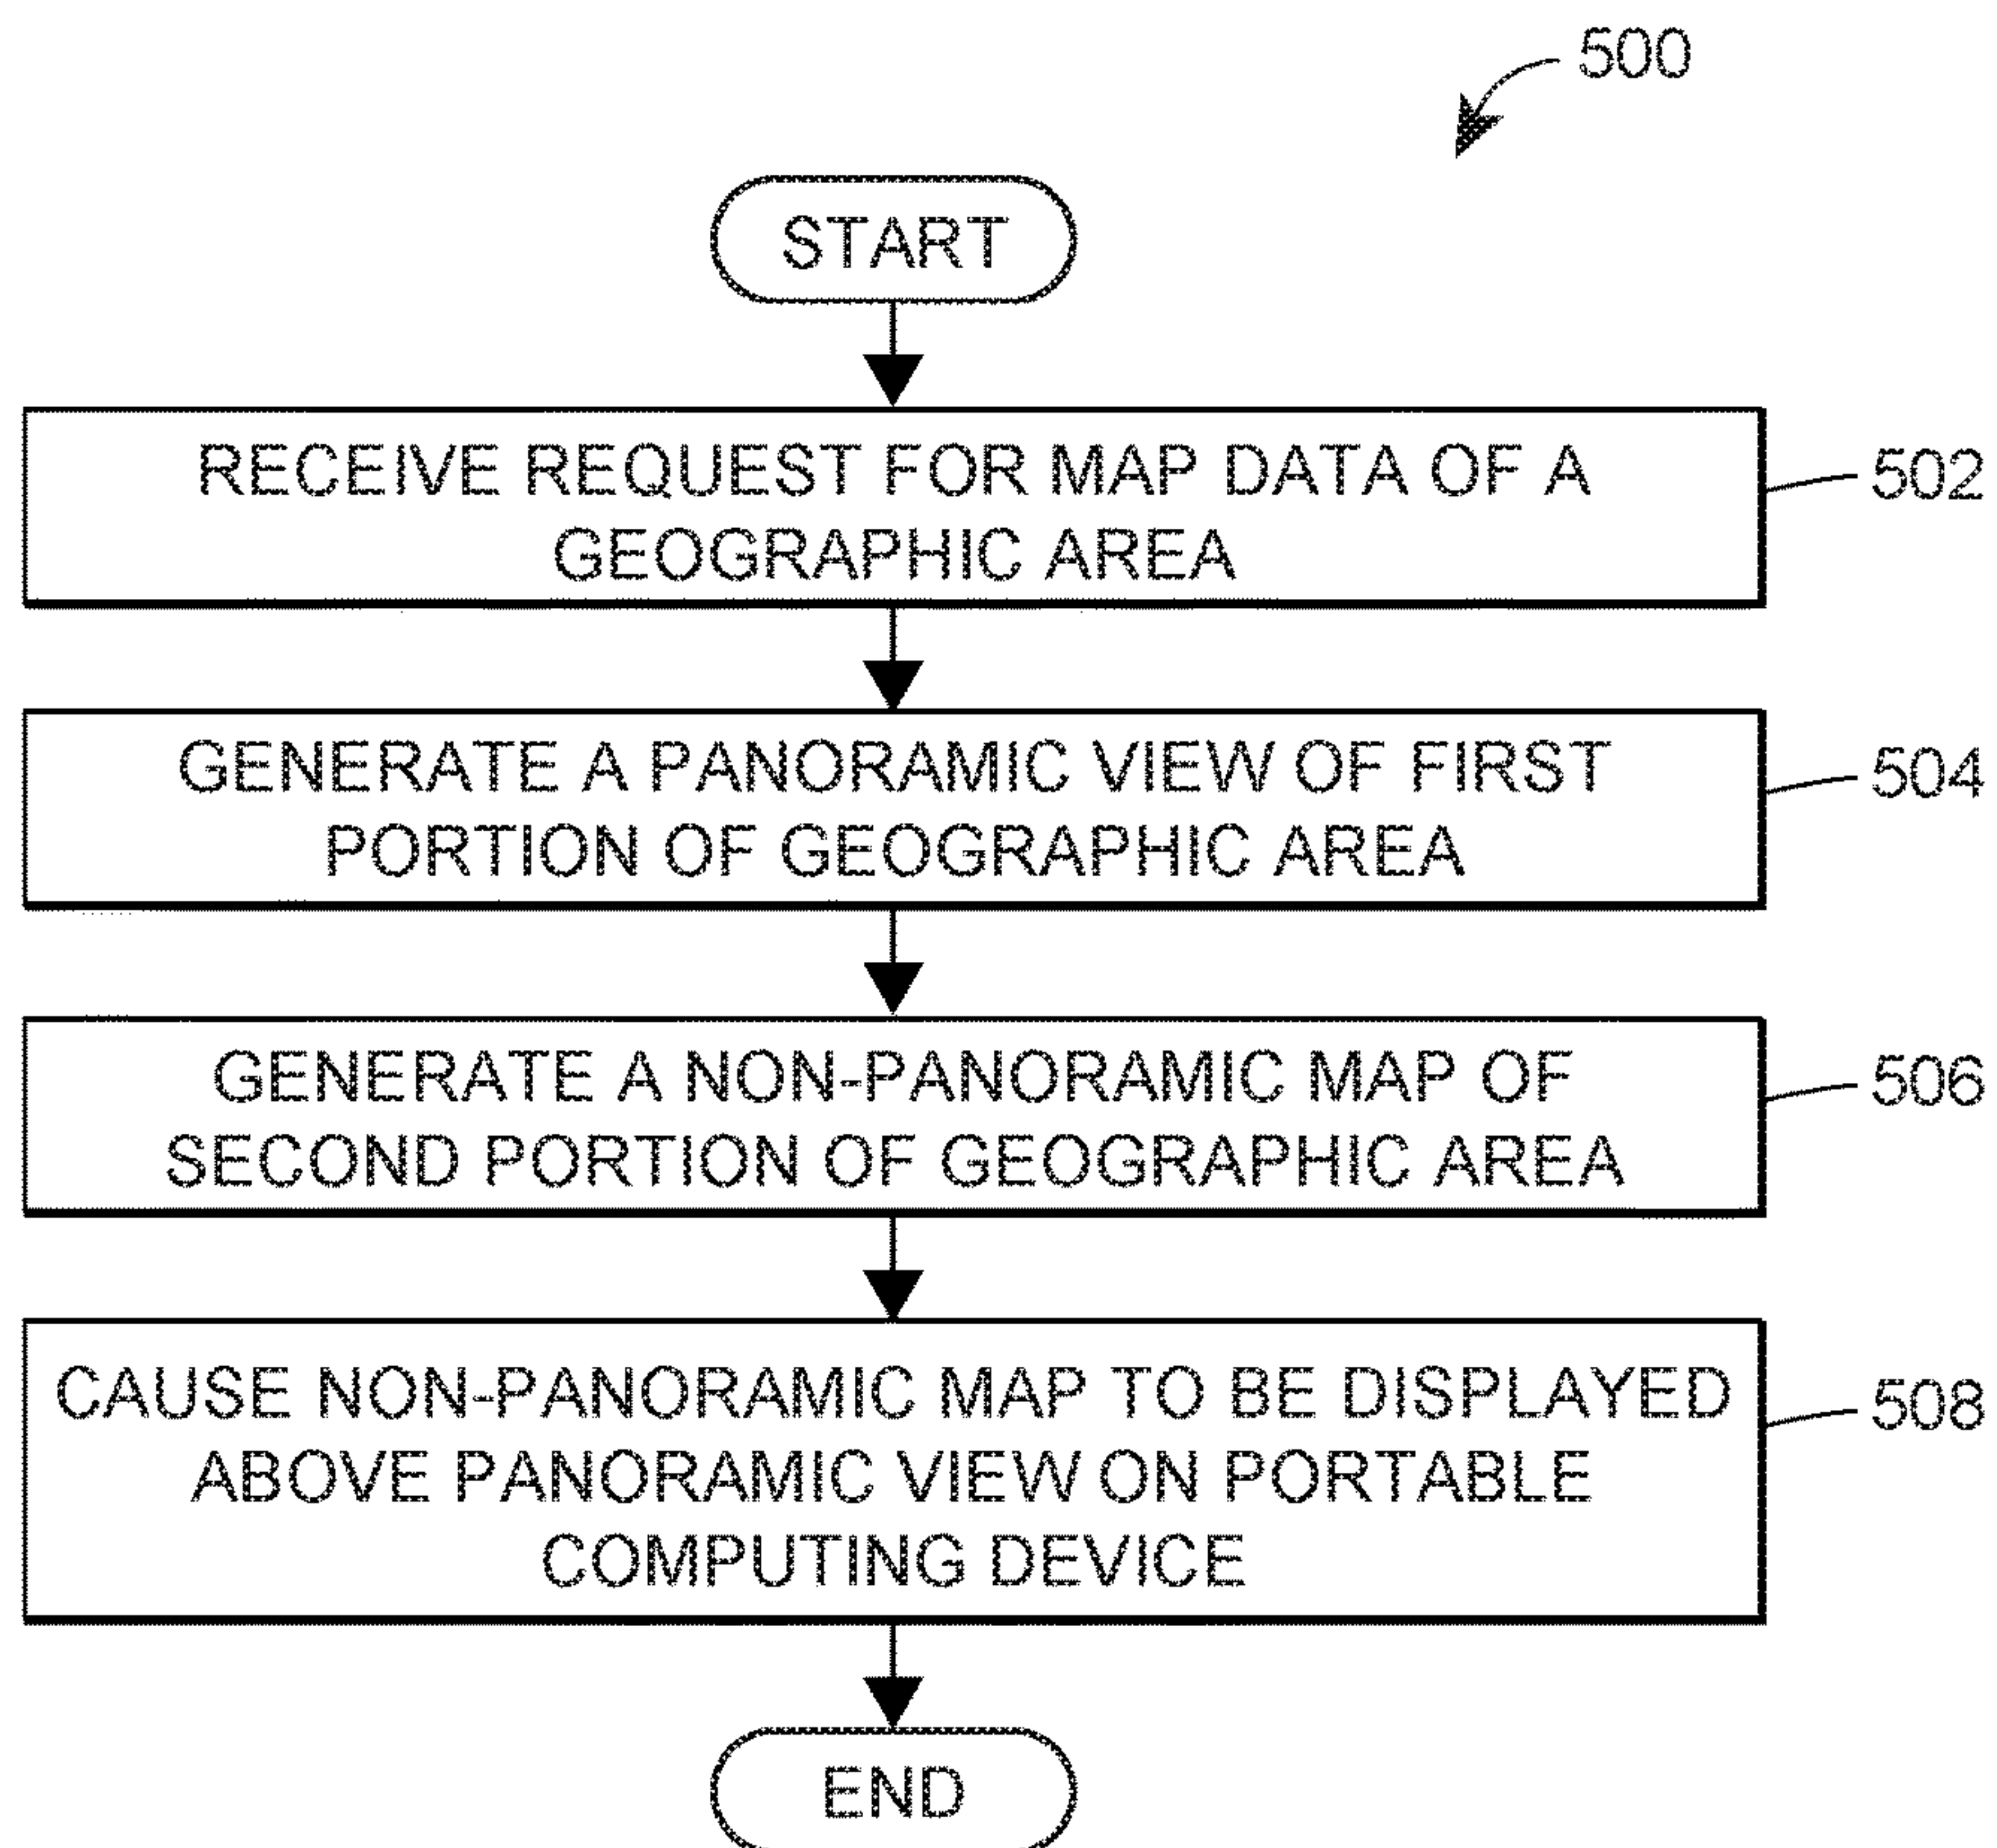 500
START
RECEIVE REQUEST FOR MAP DATA OF A
GEOGRAPHIC AREA
502
GENERATE A PANORAMIC VIEW OF FIRST
PORTION OF GEOGRAPHIC AREA
504
GENERATE A NON-PANORAMIC MAP OF
SECOND PORTION OF GEOGRAPHIC AREA
506
CAUSE NON-PANORAMIC MAP TO BE DISPLAYED
ABOVE PANORAMIC VIEW ON PORTABLE
COMPUTING DEVICE
508
END